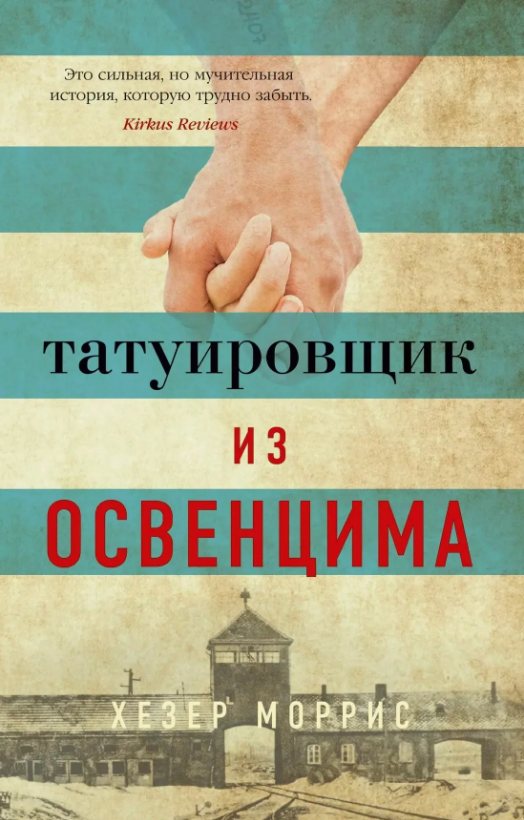 Это сильная, но мучительная
история, которую трудно забыть.
Kirkus Reviews
татуировщик
из
ОСВЕНЦИМА
ХЕЗЕР МОРРИС